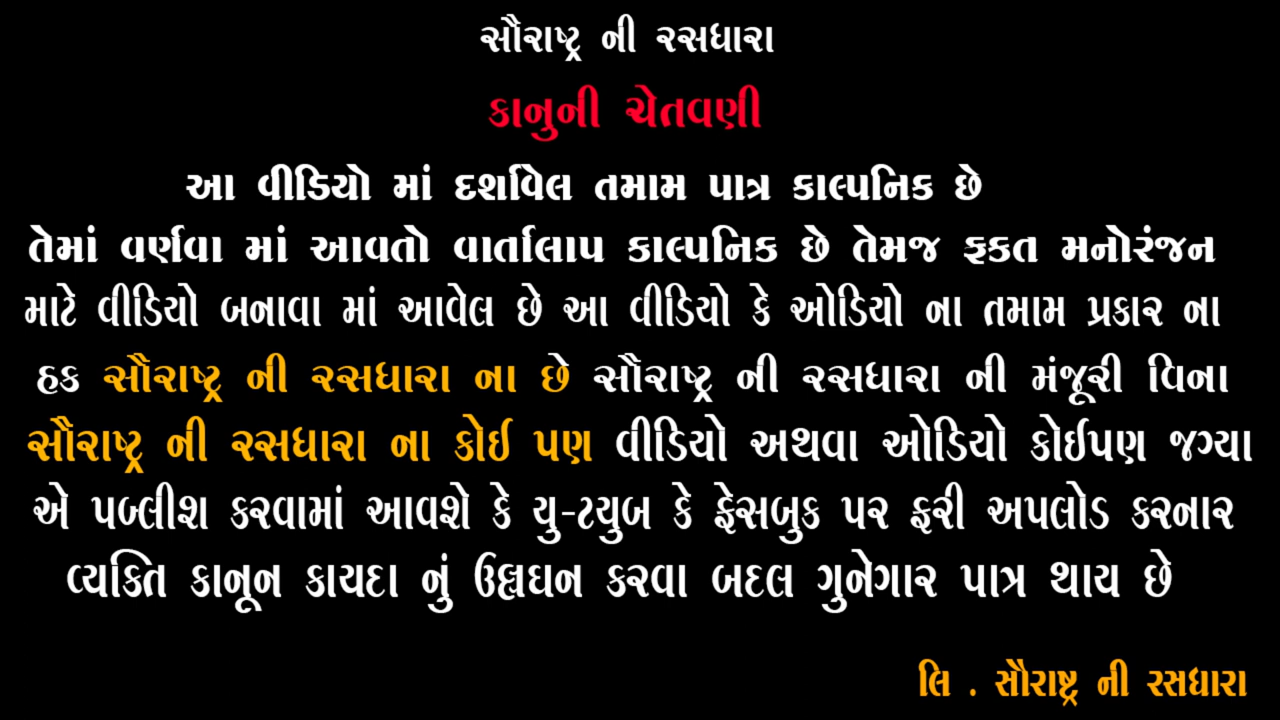 સૌરાષ્ટ્ર ની રસધારા
કાનુની ચેતવણી
આ વીડિયો માં દર્શાવેલ તમામ પાત્ર કાલ્પનિક છે
તેમાં વર્ણવા માં આવતો વાર્તાલાપ કાલ્પનિક છે તેમજ ફકત મનોરંજન
માટે વીડિયો બનાવા માં આવેલ છે આ વીડિયો કે ઓડિયો ના તમામ પ્રકાર ના
હક સૌરાષ્ટ્ર ની રસધારા ના છે સૌરાષ્ટ્ર ની રસધારા ની મંજૂરી વિના
સૌરાષ્ટ્ર ની રસધારા ના કોઈ પણ વીડિયો અથવા ઓડિયો કોઈપણ જગ્યા
એ પબ્લીશ કરવામાં આવશે કે યુ-ટયુબ કે ફેસબુક પર ફરી અપલોડ કરનાર
વ્યક્તિ કાનૂન કાયદા નું ઉલ્લઘન કરવા બદલ ગુનેગાર પાત્ર થાય છે
લિ . સૌરાષ્ટ્ર ની રસધારા